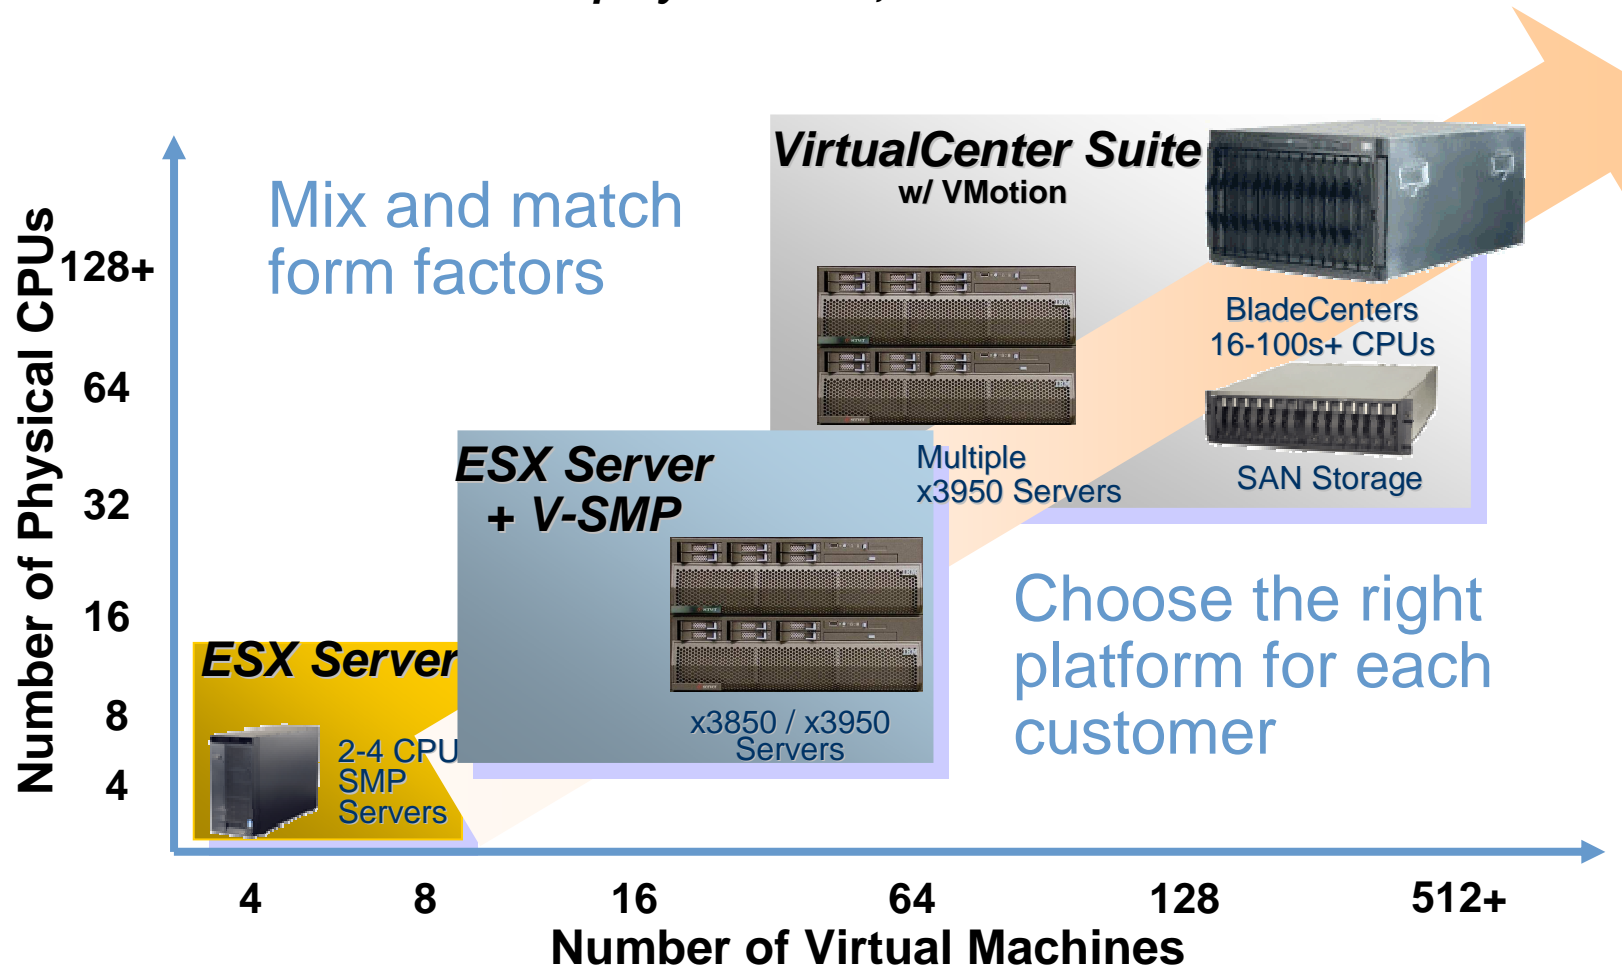 VirtualCenter Suite
w/ VMotion
Mix and match
form factors
Number of Physical CPUs
128+
64
32
16
8
4
BladeCenters
16-100s+ CPUs
SAN Storage
Multiple
x3950 Servers
ESX Server
+ V-SMP
x3850 / x3950
Servers
ESX Server
2-4 CPU
SMP
Servers
Choose the right
platform for each
customer
4
8
16
64
128
512+
Number of Virtual Machines